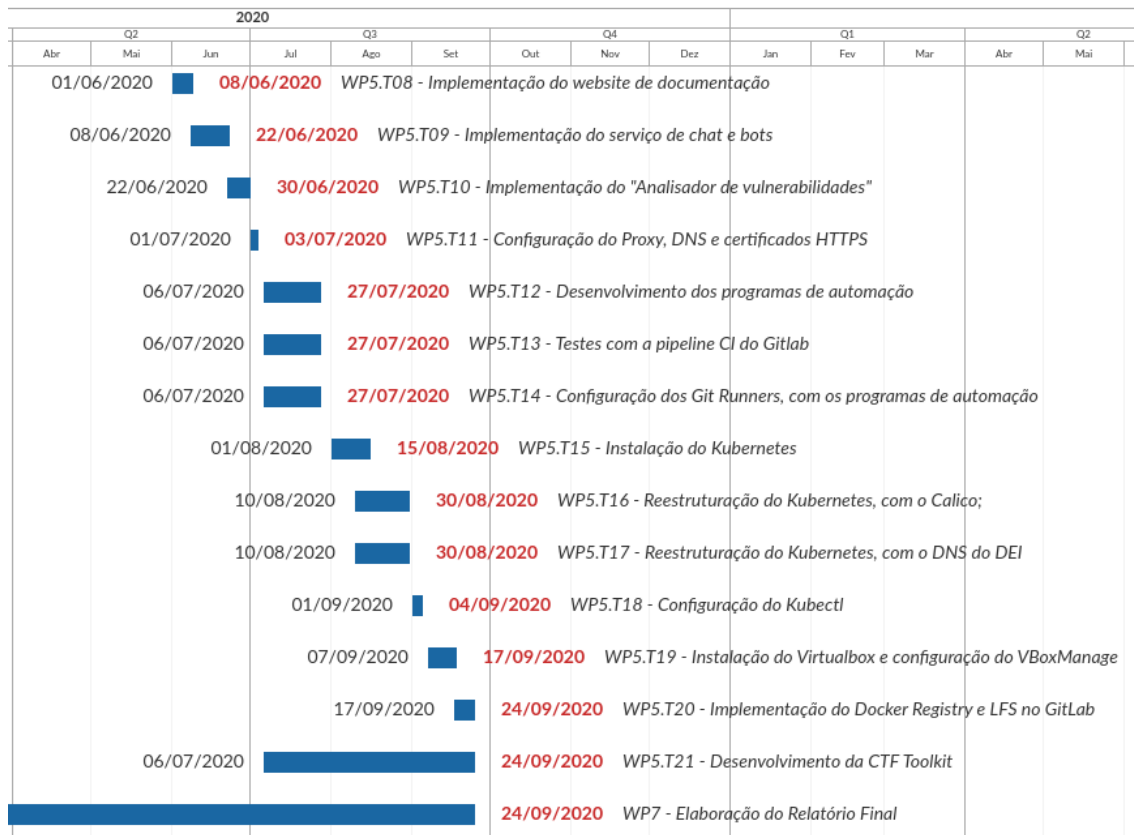 2020
Q2 Q3 Q4 Q1 Q2
Abr Mai Jun Jul Ago Set Out Nov Dez Jan Fev Mar Abr Mai
01/06/2020 08/06/2020 WP5.T08 - Implementação do website de documentação
08/06/2020 22/06/2020 WP5.T09 - Implementação do serviço de chat e bots
22/06/2020 30/06/2020 WP5.T10 - Implementação do "Analisador de vulnerabilidades"
01/07/2020 03/07/2020 WP5.T11 - Configuração do Proxy, DNS e certificados HTTPS
06/07/2020 27/07/2020 WP5.T12 - Desenvolvimento dos programas de automação
06/07/2020 27/07/2020 WP5.T13 - Testes com a pipeline CI do Gitlab
06/07/2020 27/07/2020 WP5.T14 - Configuração dos Git Runners, com os programas de automação
01/08/2020 15/08/2020 WP5.T15 - Instalação do Kubernetes
10/08/2020 30/08/2020 WP5.T16 - Reestruturação do Kubernetes, com o Calico;
10/08/2020 30/08/2020 WP5.T17 - Reestruturação do Kubernetes, com o DNS do DEI
01/09/2020 04/09/2020 WP5.T18 - Configuração do Kubectl
07/09/2020 17/09/2020 WP5.T19 - Instalação do Virtualbox e configuração do VBoxManage
17/09/2020 24/09/2020 WP5.T20 - Implementação do Docker Registry e LFS no GitLab
06/07/2020 24/09/2020 WP5.T21 - Desenvolvimento da CTF Toolkit
24/09/2020 WP7 - Elaboração do Relatório Final